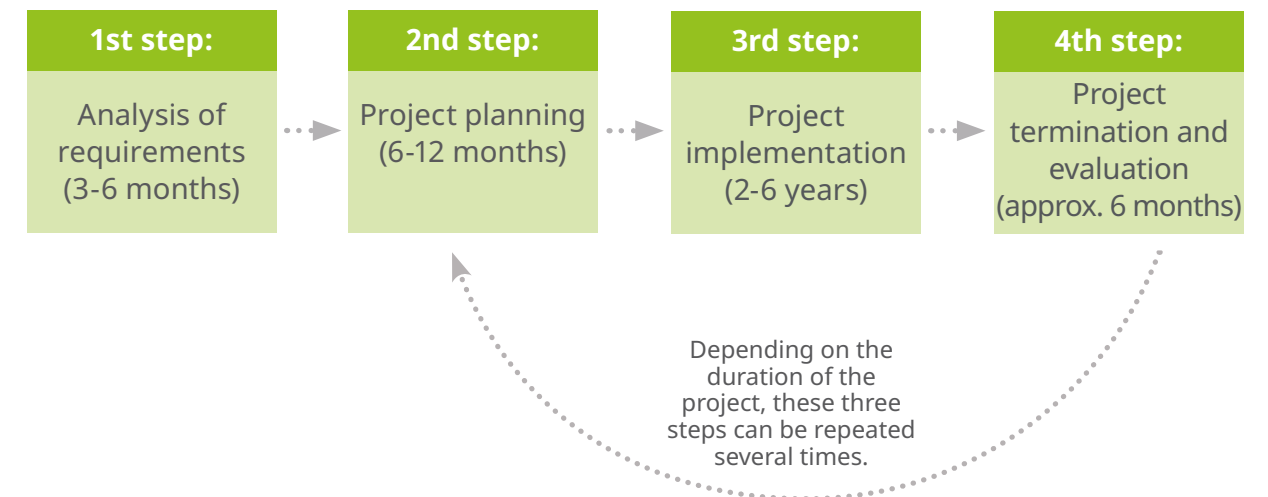 1st step:
Analysis of
requirements
(3-6 months)
2nd step:
Project planning
(6-12 months)
3rd step:
Project
implementation
(2-6 years)
4th step:
Project
termination and
evaluation
(approx. 6 months)
Depending on the
duration of the
project, these three
steps can be repeated
several times.